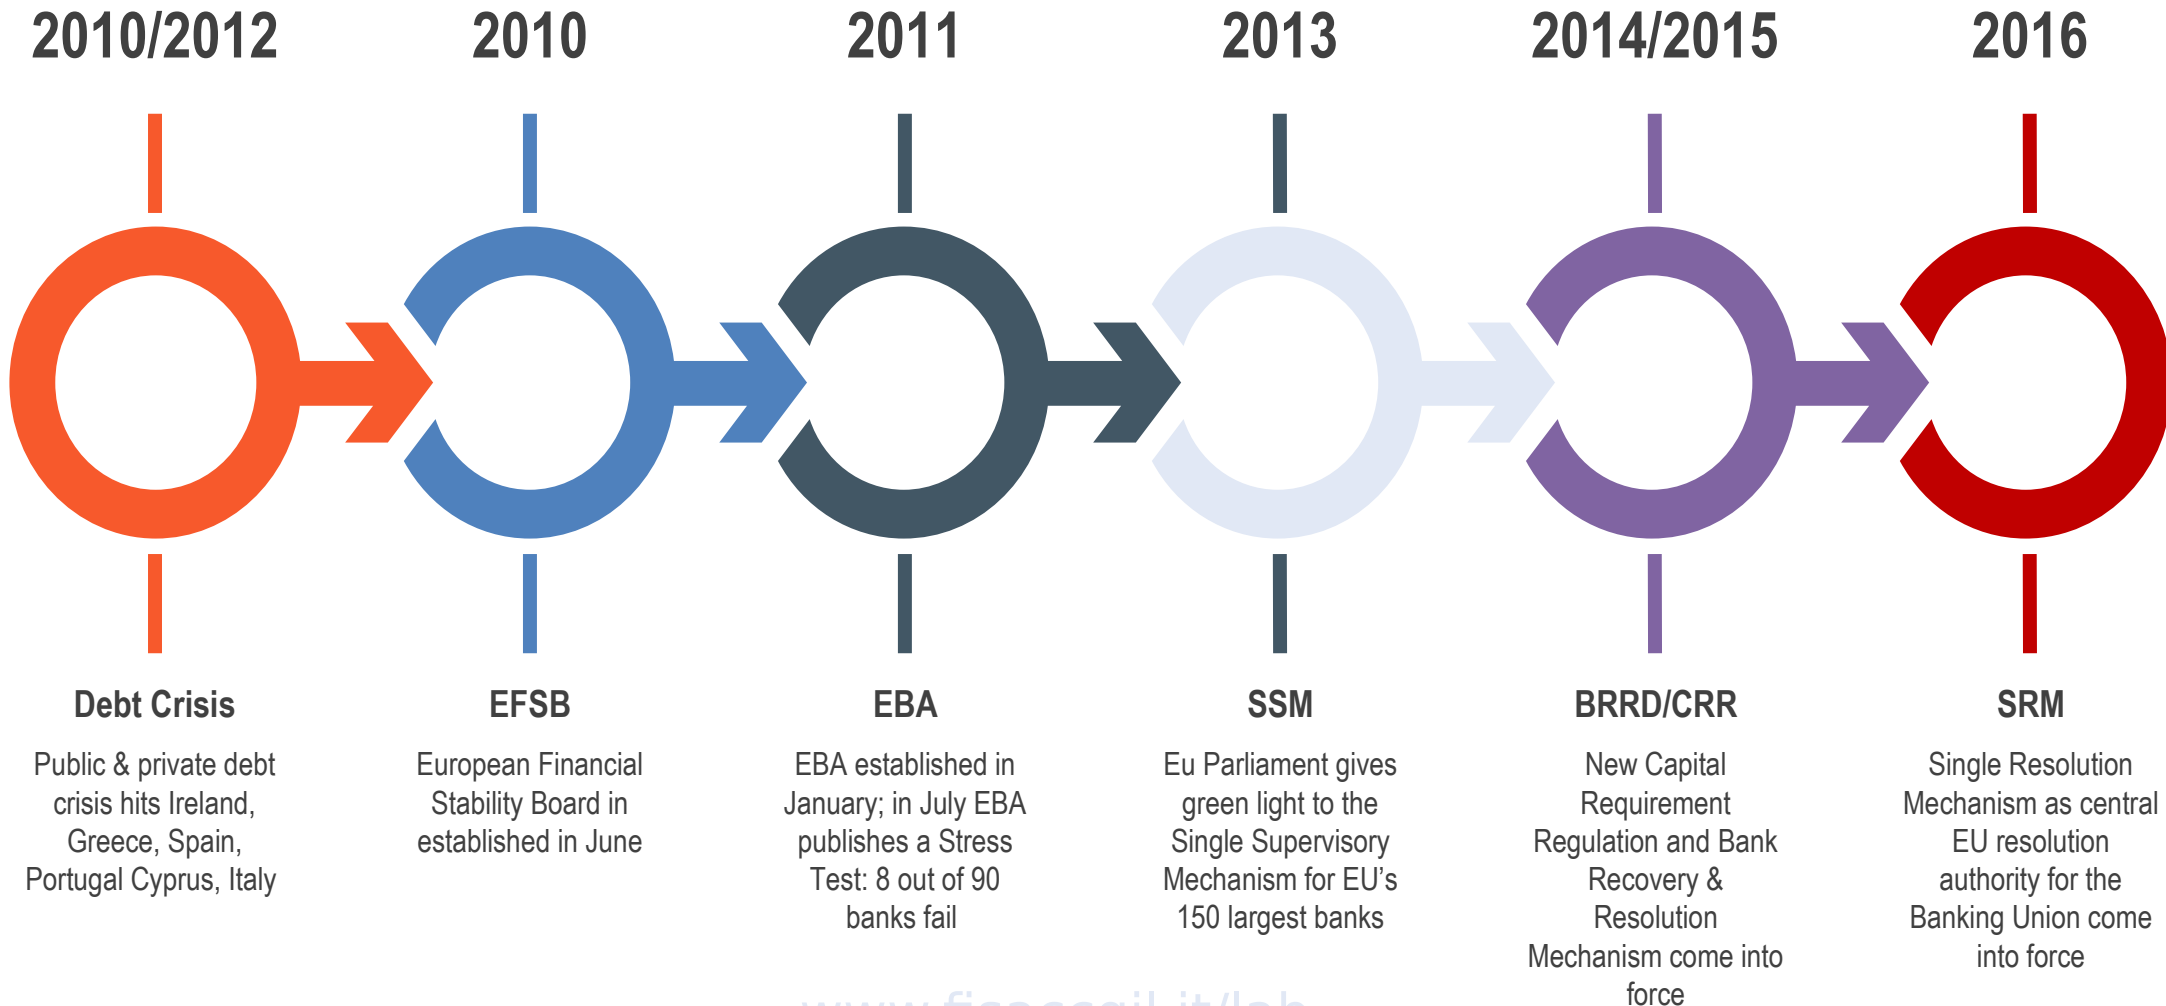 2010/2012
2010
2011
2013
2014/2015
2016
Debt Crisis
Public & private debt
crisis hits Ireland,
Greece, Spain,
Portugal Cyprus, Italy
EFSB
European Financial
Stability Board in
established in June
EBA
EBA established in
January; in July EBA
publishes a Stress
Test: 8 out of 90
banks fail
SSM
Eu Parliament gives
green light to the
Single Supervisory
Mechanism for EU’s
150 largest banks
BRRD/CRR
New Capital
Requirement
Regulation and Bank
Recovery &
Resolution
Mechanism come into
force
SRM
Single Resolution
Mechanism as central
EU resolution
authority for the
Banking Union come
into force
www.fisaccgil.it/lab